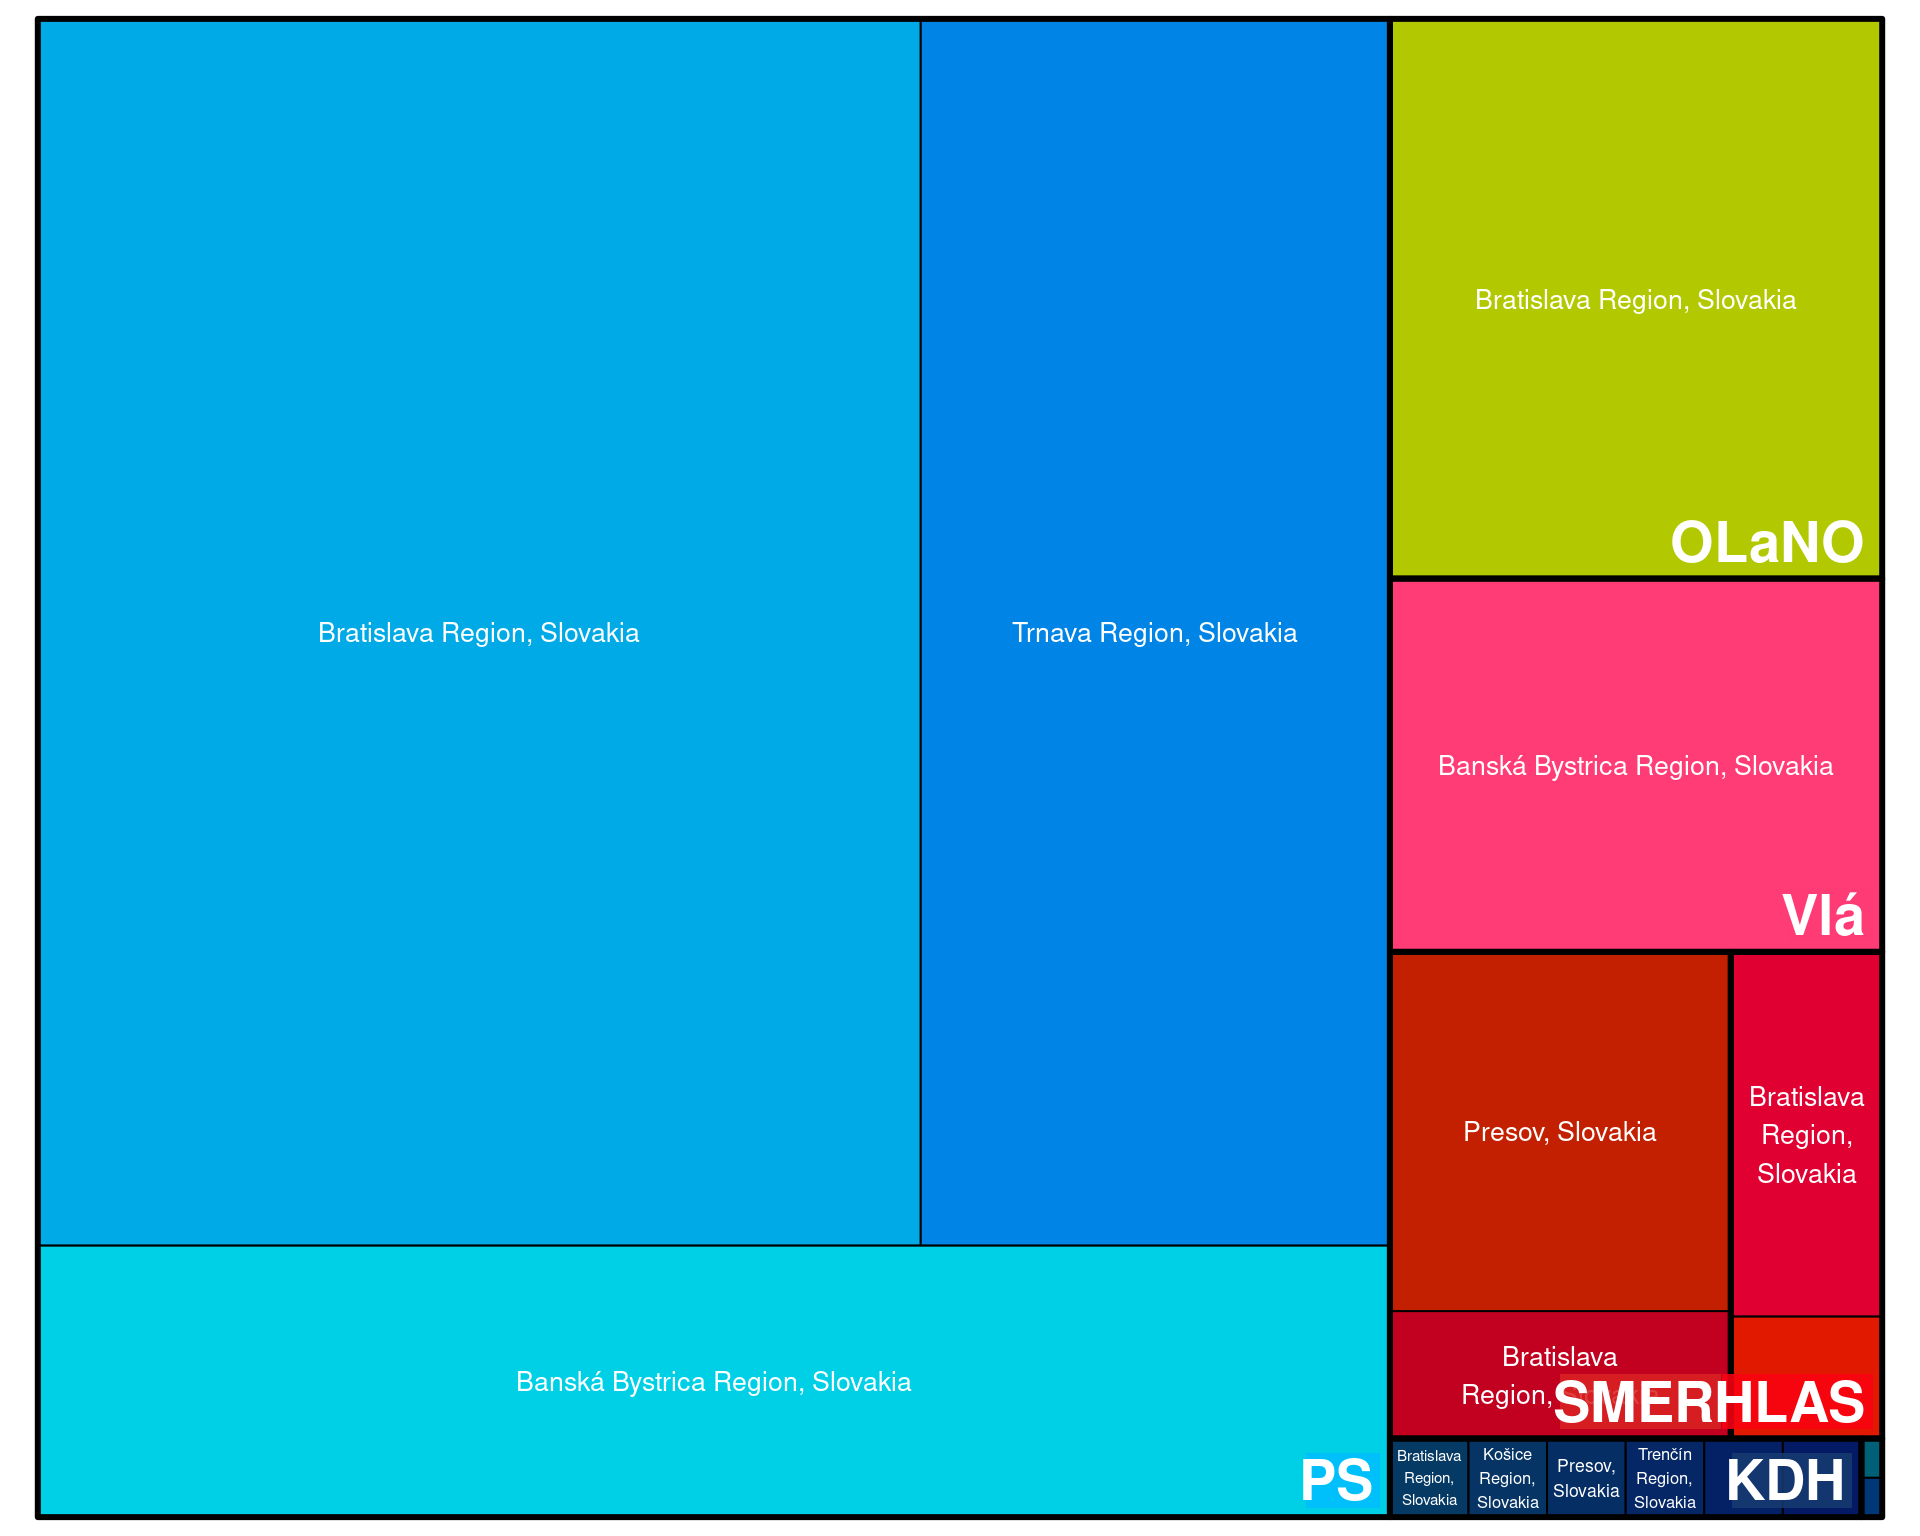 Bratislava Region, Slovakia
Trnava Region, Slovakia
Banská Bystrica Region, Slovakia
PS
Bratislava Region, Slovakia
OLaNO
Banská Bystrica Region, Slovakia
Vlá
Presov, Slovakia
Bratislava
Region,
SMER
Bratislava
Region,
Slovakia
HLAS
Bratislava
Region,
Slovakia
Košice
Region,
Slovakia
Presov,
Slovakia
Trenčín
Region,
Slovakia
KDH